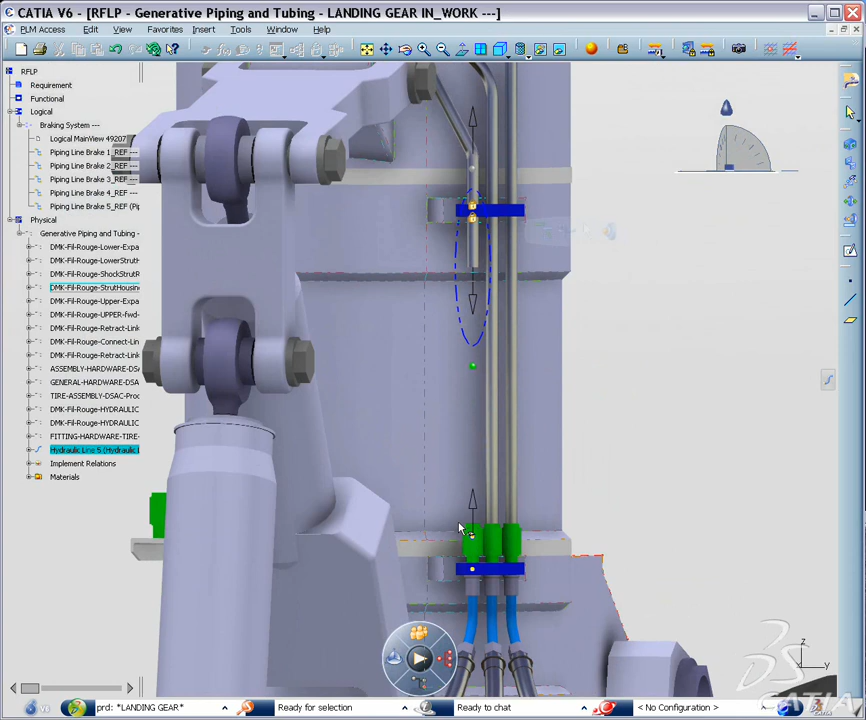 CATIA V6 - [RFLP - Generative Piping and Tubing - LANDING GEAR IN_WORK ---]
PLM Access Edit View Favorites Insert Tools Window Help
RFLP
Requirement
Functional
Logical
Braking System ---
Logical MainView 49207
Piping Line Brake 1_REF ---
Piping Line Brake 2_REF ---
Piping Line Brake 3_REF ---
Piping Line Brake 4_REF ---
Piping Line Brake 5_REF (Pip
Physical
Generative Piping and Tubing -
DMK-Fil-Rouge-Lower-Expa
DMK-Fil-Rouge-LowerStrutH
DMK-Fil-Rouge-ShockStrutR
DMK-Fil-Rouge-StrutHousin
DMK-Fil-Rouge-Upper-Expa
DMK-Fil-Rouge-UPPER-fwd-
DMK-Fil-Rouge-Retract-Link
DMK-Fil-Rouge-Connect-Lin
DMK-Fil-Rouge-Retract-Link
ASSEMBLY-HARDWARE-DSA
GENERAL-HARDWARE-DSAC
TIRE-ASSEMBLY-DSAC-Proc
DMK-Fil-Rouge-HYDRAULIC
DMK-Fil-Rouge-HYDRAULIC
FITTING-HARDWARE-TIRE-
Hydraulic Line 5 (Hydraulic L
Implement Relations
Materials
z
x y
CATIA
V6 prd: *LANDING GEAR* Ready for selection Ready to chat < No Configuration >